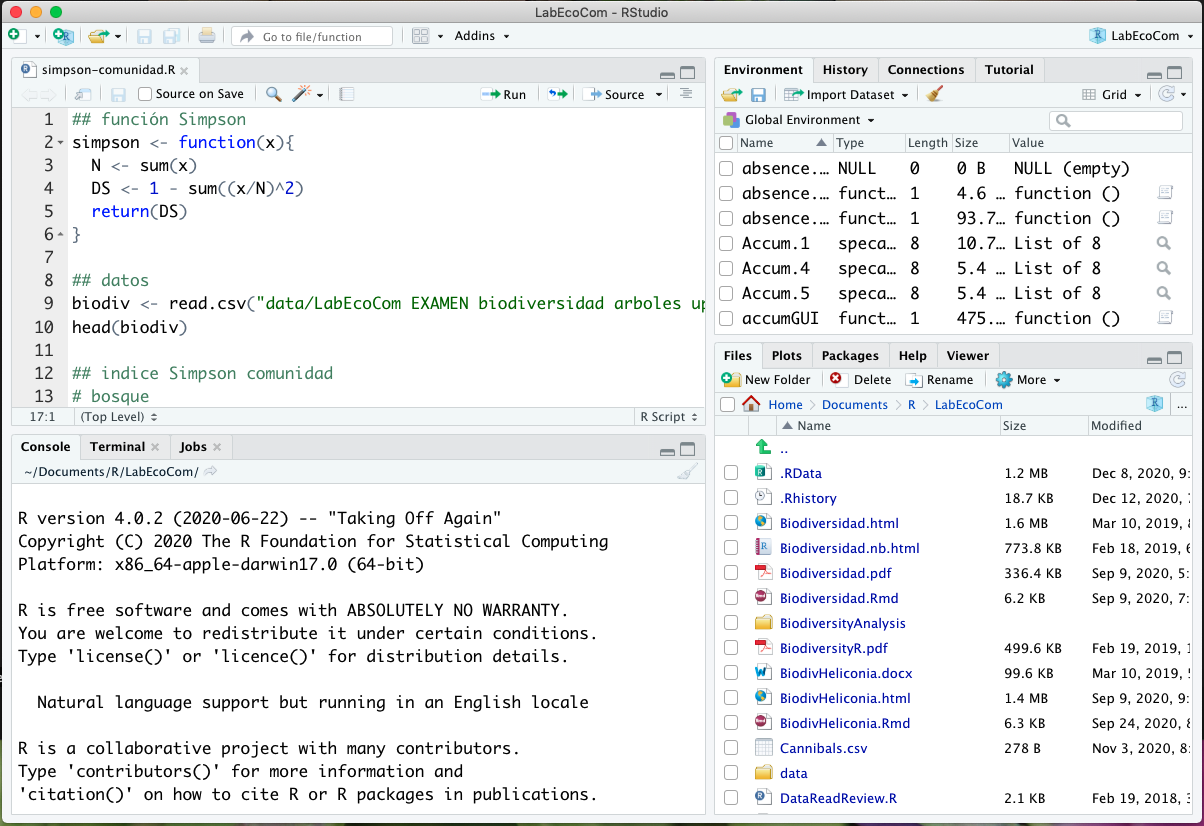 LabEcoCom - RStudio
Go to file/function
Addins
LabEcoCom
simpson-comunidad.R
Source on Save
Run
Source
1 ## función Simpson
2 simpson <- function(x){
3 N <- sum(x)
4 DS <- 1 - sum((x/N)^2)
5 return(DS)
6 }
7
8 ## datos
9 biodiv <- read.csv("data/LabEcoCom EXAMEN biodiversidad arboles up
10 head(biodiv)
11
12 ## indice Simpson comunidad
13 # bosque
17:1 (Top Level) R Script
Console Terminal Jobs
~/Documents/R/LabEcoCom/
R version 4.0.2 (2020-06-22) -- "Taking Off Again"
Copyright (C) 2020 The R Foundation for Statistical Computing
Platform: x86_64-apple-darwin17.0 (64-bit)
R is free software and comes with ABSOLUTELY NO WARRANTY.
You are welcome to redistribute it under certain conditions.
Type 'license()' or 'licence()' for distribution details.
Natural language support but running in an English locale
R is a collaborative project with many contributors.
Type 'contributors()' for more information and
'citation()' on how to cite R or R packages in publications.
Environment History Connections Tutorial
Import Dataset Grid
Global Environment
Name Type Length Size Value
absence.… NULL 0 0 B NULL (empty)
absence.… funct… 1 4.6 … function ()
absence.… funct… 1 93.7… function ()
Accum.1 speca… 8 10.7… List of 8
Accum.4 speca… 8 5.4 … List of 8
Accum.5 speca… 8 5.4 … List of 8
accumGUI funct… 1 475.… function ()
Files Plots Packages Help Viewer
New Folder Delete Rename More
Home Documents R LabEcoCom ...
Name Size Modified
..
.RData 1.2 MB Dec 8, 2020, 9:
.Rhistory 18.7 KB Dec 12, 2020,
Biodiversidad.html 1.6 MB Mar 10, 2019,
Biodiversidad.nb.html 773.8 KB Feb 18, 2019,
Biodiversidad.pdf 336.4 KB Sep 9, 2020, 5:
Biodiversidad.Rmd 6.2 KB Sep 9, 2020, 7:
BiodiversityAnalysis
BiodiversityR.pdf 499.6 KB Feb 19, 2019,
BiodivHeliconia.docx 99.6 KB Mar 10, 2019,
BiodivHeliconia.html 1.4 MB Sep 9, 2020, 9:
BiodivHeliconia.Rmd 6.3 KB Sep 24, 2020,
Cannibals.csv 278 B Nov 3, 2020, 8:
data
DataReadReview.R 2.1 KB Feb 19, 2018,